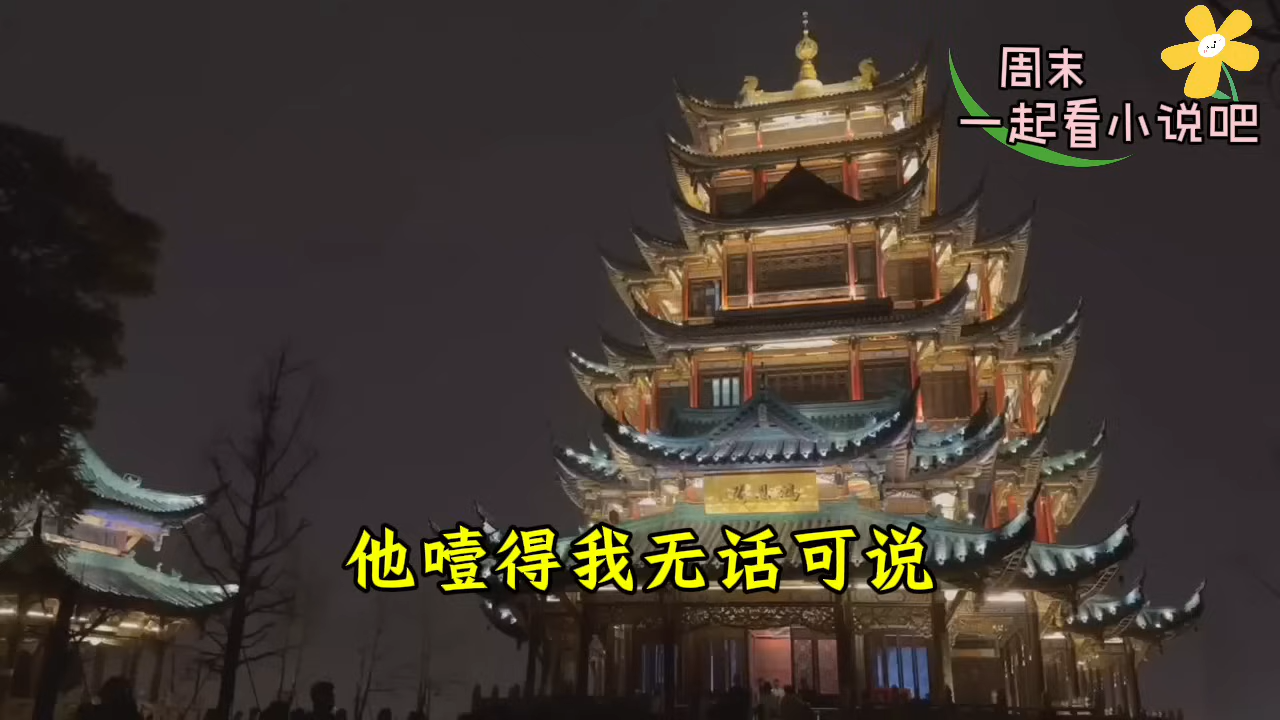 周末
一起看小说吧
他噎得我无话可说